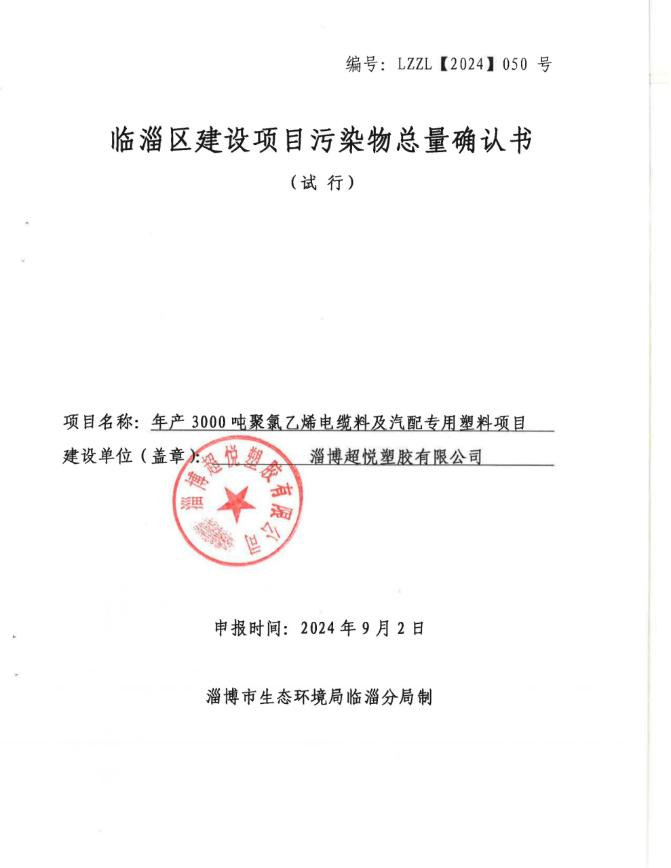 编号：LZZL【2024】050 号
临淄区建设项目污染物总量确认书
（试 行）
项目名称：年产 3000 吨聚氯乙烯电缆料及汽配专用塑料项目
建设单位（盖章）： 淄博超悦塑胶有限公司
淄博超悦塑胶有限公司
申报时间：2024 年 9 月 2 日
淄博市生态环境局临淄分局制